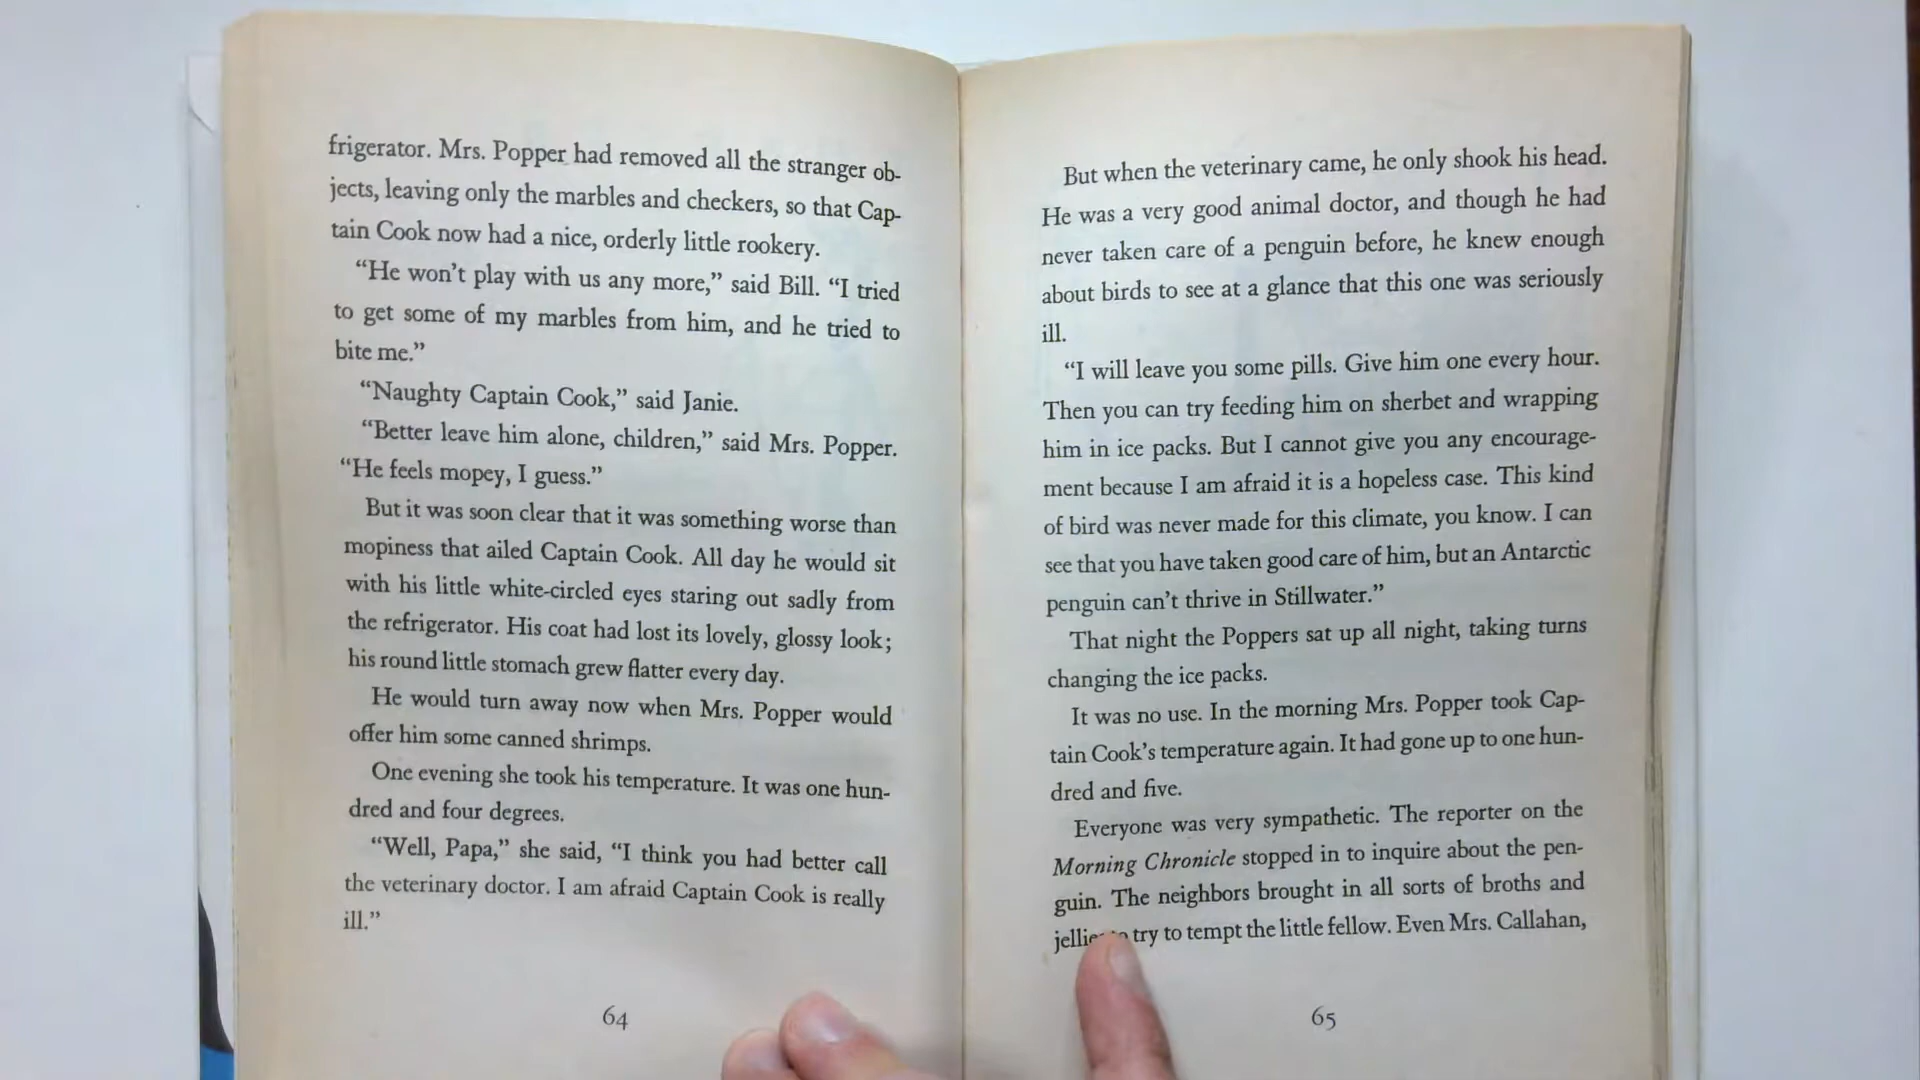 frigerator. Mrs. Popper had removed all the stranger ob-
jects, leaving only the marbles and checkers, so that Cap-
tain Cook now had a nice, orderly little rookery.
“He won’t play with us any more,” said Bill. “I tried
to get some of my marbles from him, and he tried to
bite me.”
“Naughty Captain Cook,” said Janie.
“Better leave him alone, children,” said Mrs. Popper.
“He feels mopey, I guess.”
But it was soon clear that it was something worse than
mopiness that ailed Captain Cook. All day he would sit
with his little white-circled eyes staring out sadly from
the refrigerator. His coat had lost its lovely, glossy look;
his round little stomach grew flatter every day.
He would turn away now when Mrs. Popper would
offer him some canned shrimps.
One evening she took his temperature. It was one hun-
dred and four degrees.
“Well, Papa,” she said, “I think you had better call
the veterinary doctor. I am afraid Captain Cook is really
ill.”
64
But when the veterinary came, he only shook his head.
He was a very good animal doctor, and though he had
never taken care of a penguin before, he knew enough
about birds to see at a glance that this one was seriously
ill.
“I will leave you some pills. Give him one every hour.
Then you can try feeding him on sherbet and wrapping
him in ice packs. But I cannot give you any encourage-
ment because I am afraid it is a hopeless case. This kind
of bird was never made for this climate, you know. I can
see that you have taken good care of him, but an Antarctic
penguin can’t thrive in Stillwater.”
That night the Poppers sat up all night, taking turns
changing the ice packs.
It was no use. In the morning Mrs. Popper took Cap-
tain Cook’s temperature again. It had gone up to one hun-
dred and five.
Everyone was very sympathetic. The reporter on the
Morning Chronicle stopped in to inquire about the pen-
guin. The neighbors brought in all sorts of broths and
try to tempt the little fellow. Even Mrs. Callahan,
65